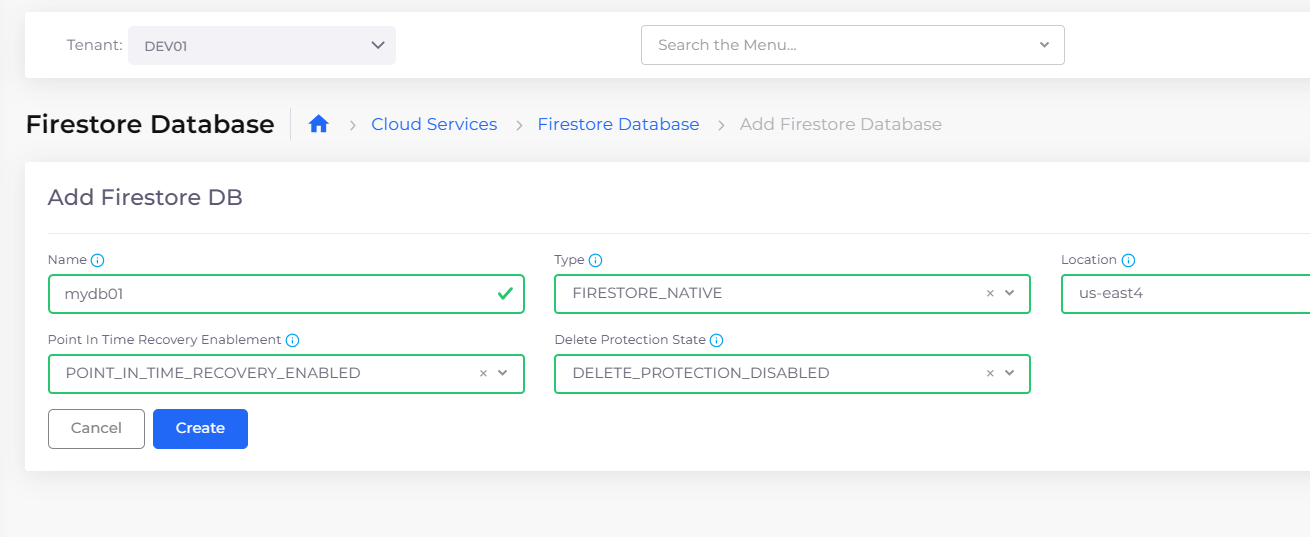 Tenant: DEV01 Search the Menu...
Firestore Database Cloud Services Firestore Database Add Firestore Database
Add Firestore DB
Name Type Location
mydb01 FIRESTORE_NATIVE us-east4
Point In Time Recovery Enablement Delete Protection State
POINT_IN_TIME_RECOVERY_ENABLED DELETE_PROTECTION_DISABLED
Cancel Create